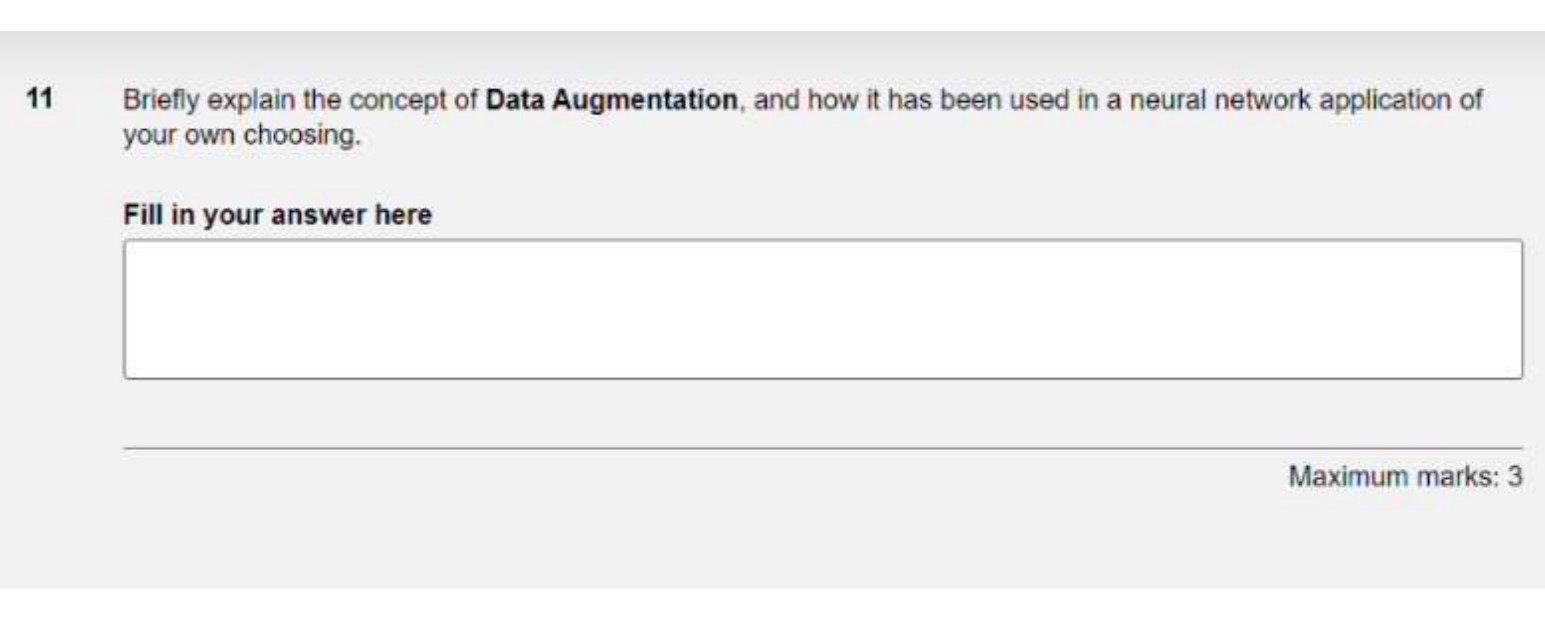 11 Briefly explain the concept of Data Augmentation, and how it has been used in a neural network application of
your own choosing.
Fill in your answer here
Maximum marks: 3